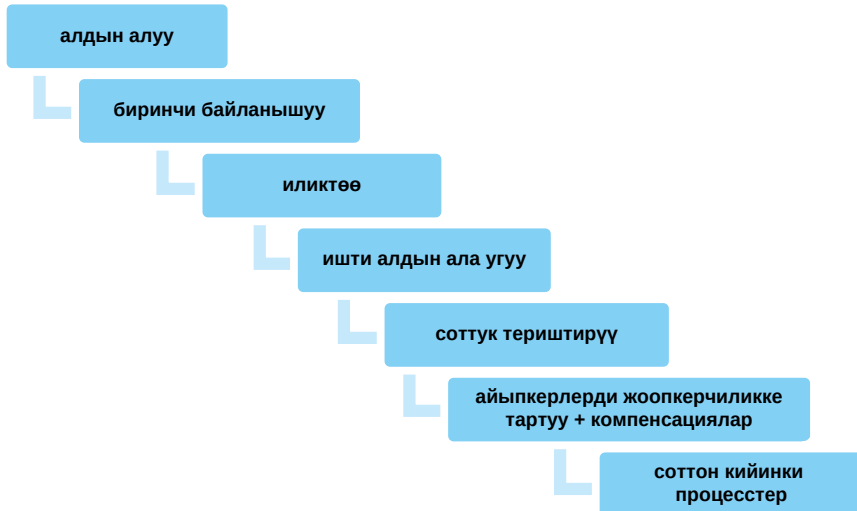 алдын алуу
биринчи байланышуу
иликтөө
ишти алдын ала угуу
соттук териштирүү
айыпкерлерди жоопкерчиликке
тартуу + компенсациялар
соттон кийинки
процесстер